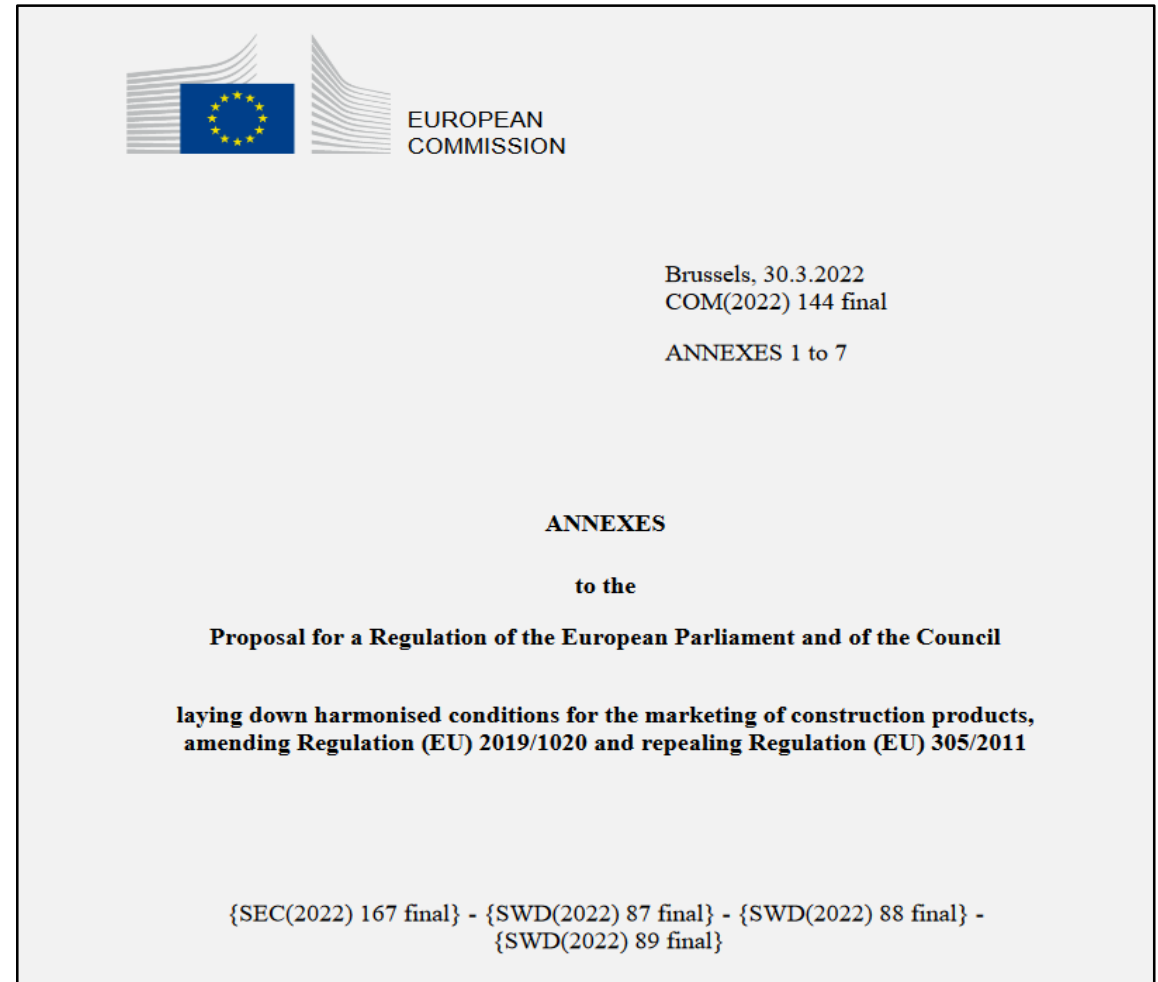 EUROPEAN
COMMISSION
Brussels, 30.3.2022
COM(2022) 144 final
ANNEXES 1 to 7
ANNEXES
to the
Proposal for a Regulation of the European Parliament and of the Council
laying down harmonised conditions for the marketing of construction products,
amending Regulation (EU) 2019/1020 and repealing Regulation (EU) 305/2011
{SEC(2022) 167 final} - {SWD(2022) 87 final} - {SWD(2022) 88 final} -
{SWD(2022) 89 final}